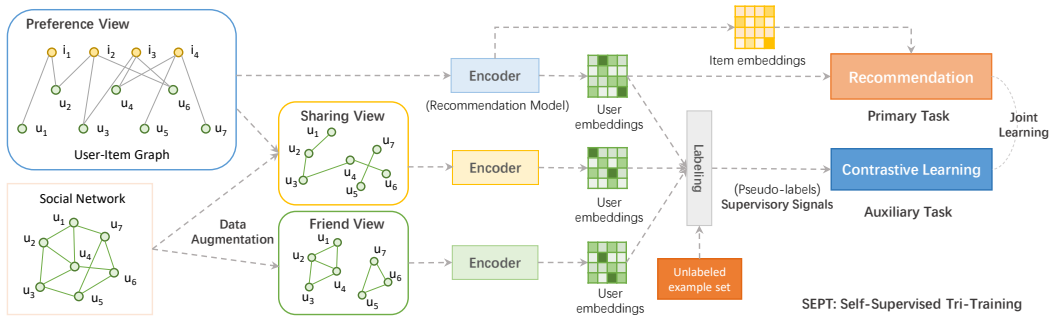 Preference View
i1 i2 i3 i4
u2 u4 u6
u1 u3 u5 u7
User-Item Graph
Social Network
u1
u7
u2
u4
u6
u3
u5
Data
Augmentation
Sharing View
u1
u2
u7
u4
u3
u5
u6
Friend View
u1
u7
u2
u6
u3
u4
u5
Encoder
(Recommendation Model)
Encoder
Encoder
User
embeddings
User
embeddings
User
embeddings
Item embeddings
Labeling
Unlabeled
example set
(Pseudo-labels)
Supervisory Signals
Recommendation
Primary Task
Joint
Learning
Contrastive Learning
Auxiliary Task
SEPT: Self-Supervised Tri-Training